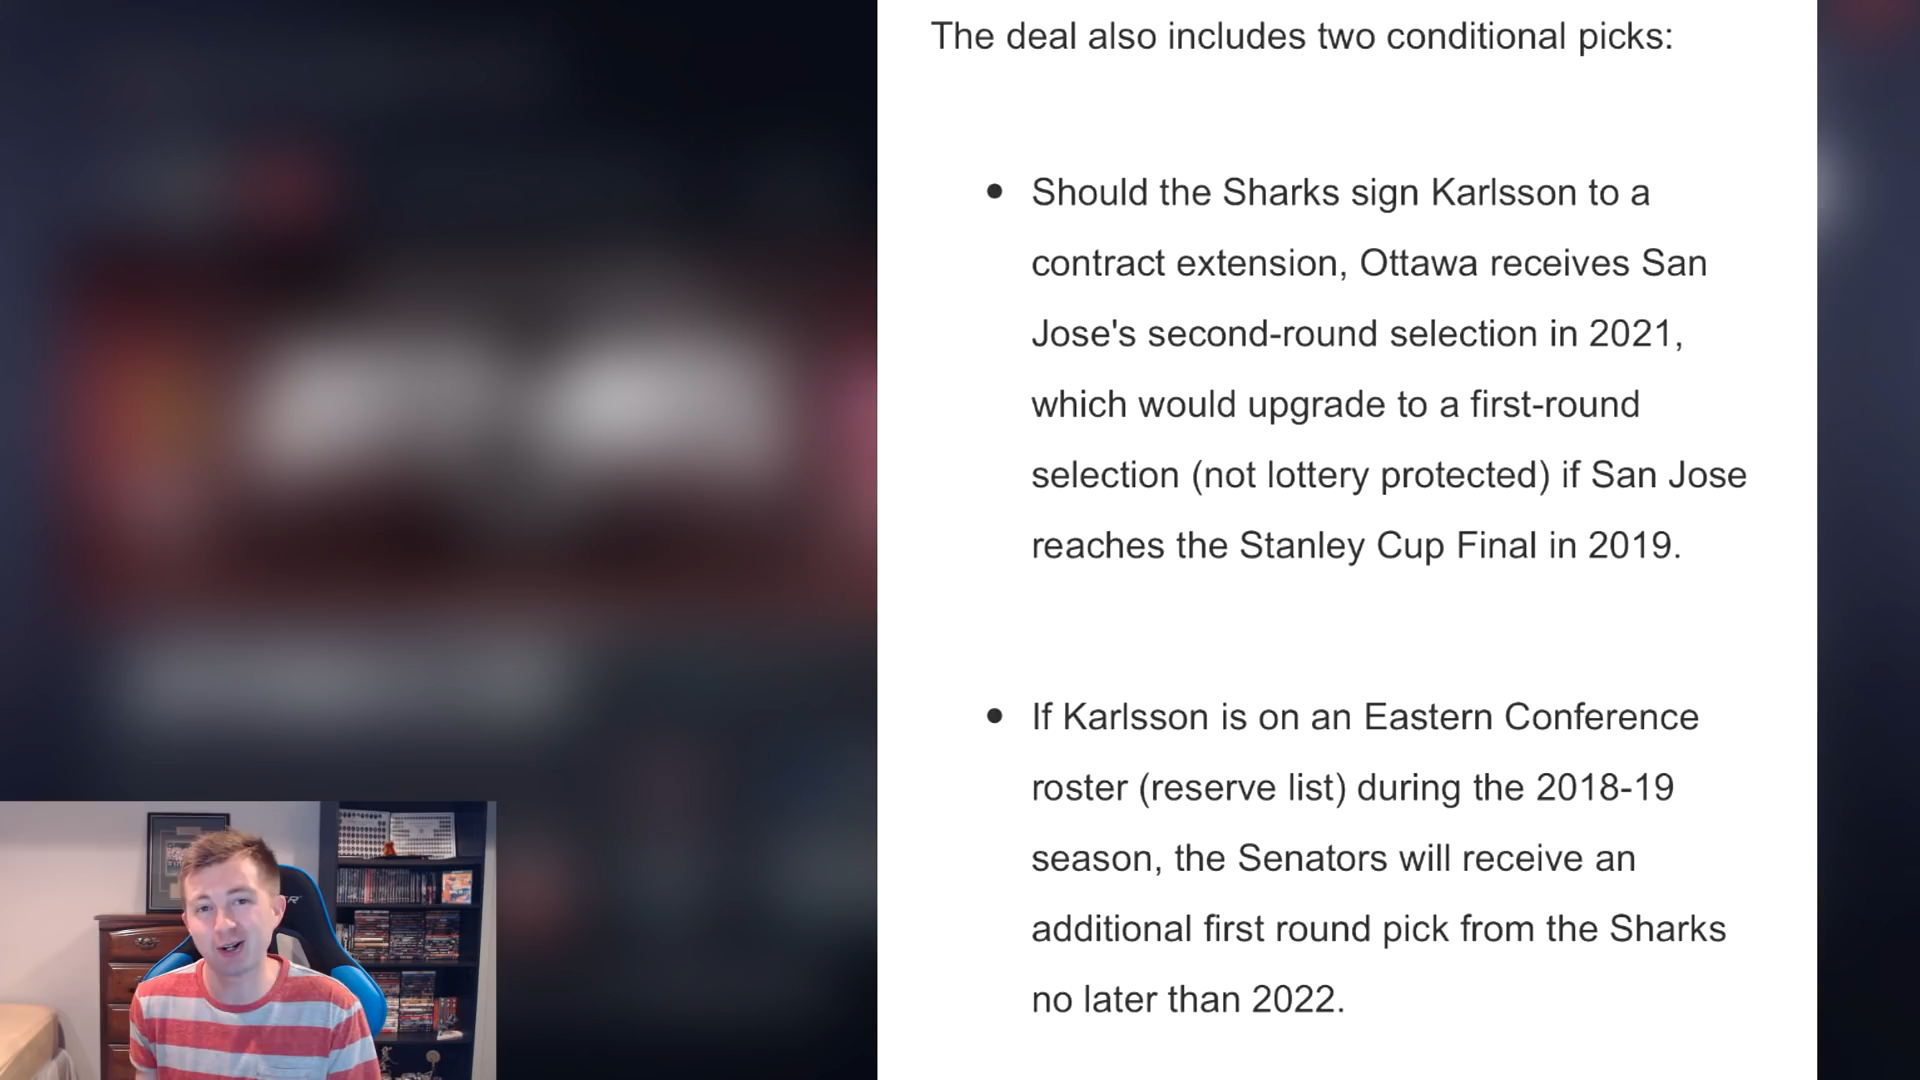 The deal also includes two conditional picks:
• Should the Sharks sign Karlsson to a
contract extension, Ottawa receives San
Jose's second-round selection in 2021,
which would upgrade to a first-round
selection (not lottery protected) if San Jose
reaches the Stanley Cup Final in 2019.
• If Karlsson is on an Eastern Conference
roster (reserve list) during the 2018-19
season, the Senators will receive an
additional first round pick from the Sharks
no later than 2022.